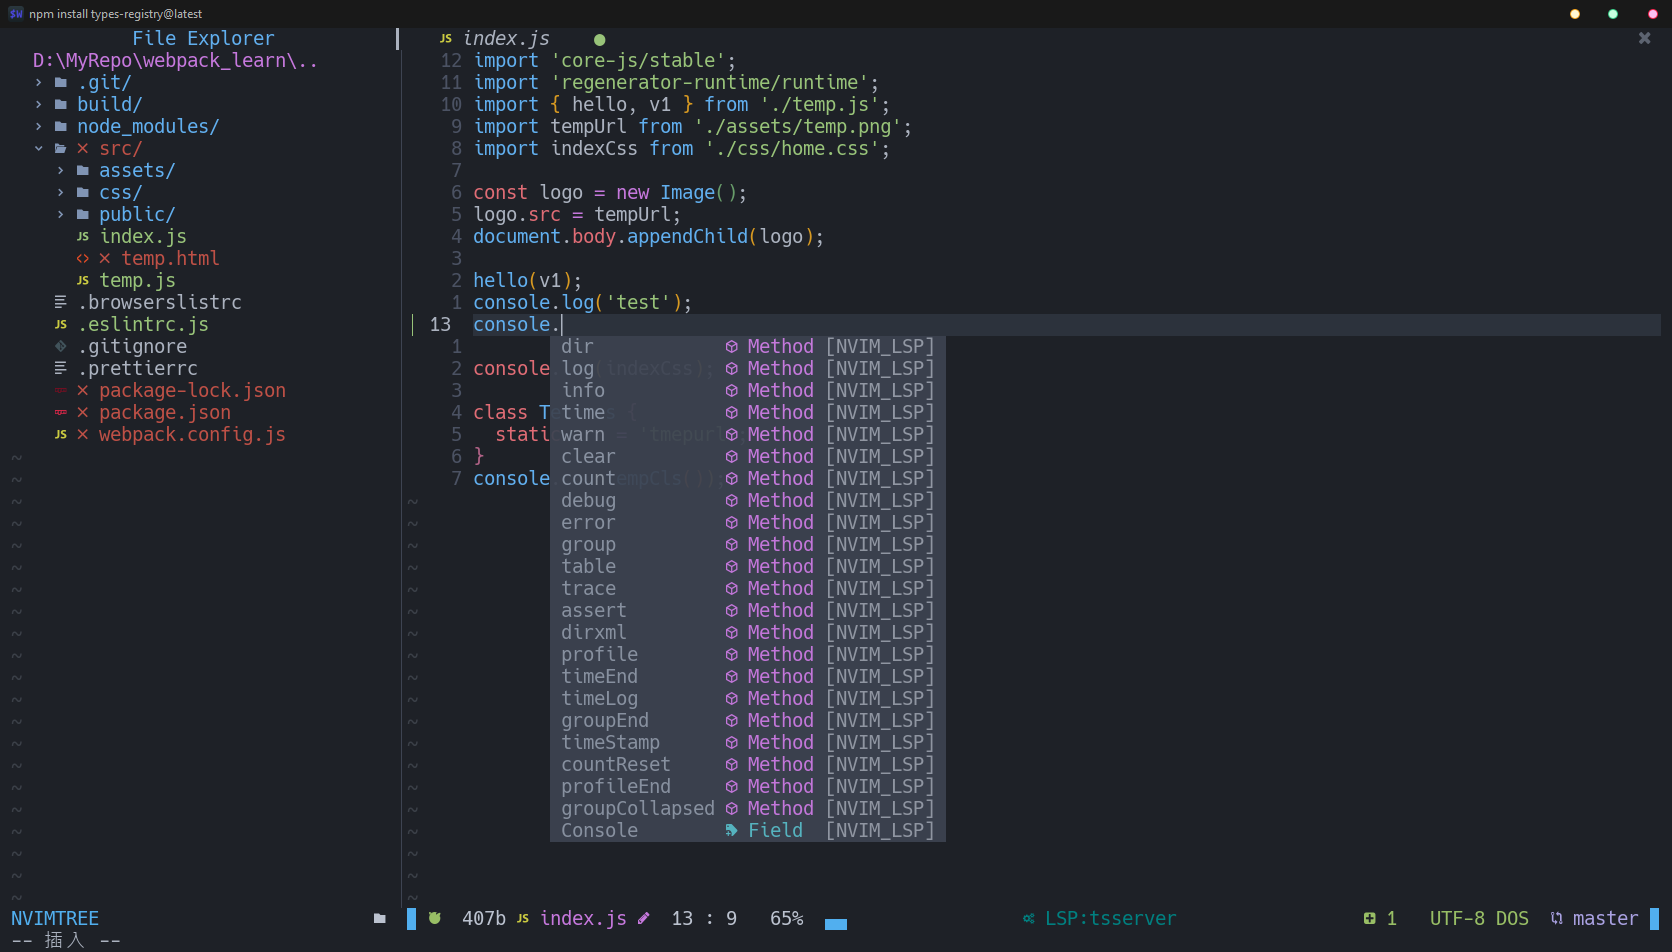 npm install types-registry@latest
File Explorer
D:\MyRepo\webpack_learn\..
.git/
build/
node_modules/
src/
assets/
css/
public/
JS index.js
temp.html
JS temp.js
.browserslistrc
JS .eslintrc.js
.gitignore
.prettierrc
package-lock.json
package.json
JS webpack.config.js
JS index.js
12 import 'core-js/stable';
11 import 'regenerator-runtime/runtime';
10 import { hello, v1 } from './temp.js';
9 import tempUrl from './assets/temp.png';
8 import indexCss from './css/home.css';
7
6 const logo = new Image();
5 logo.src = tempUrl;
4 document.body.appendChild(logo);
3
2 hello(v1);
1 console.log('test');
13 console.
1
2 console (indexCss);
3
4 class T {
5 stati = 'tmepurl
6 }
7 console empCls());
dir Method [NVIM_LSP]
log Method [NVIM_LSP]
info Method [NVIM_LSP]
time Method [NVIM_LSP]
warn Method [NVIM_LSP]
clear Method [NVIM_LSP]
count Method [NVIM_LSP]
debug Method [NVIM_LSP]
error Method [NVIM_LSP]
group Method [NVIM_LSP]
table Method [NVIM_LSP]
trace Method [NVIM_LSP]
assert Method [NVIM_LSP]
dirxml Method [NVIM_LSP]
profile Method [NVIM_LSP]
timeEnd Method [NVIM_LSP]
timeLog Method [NVIM_LSP]
groupEnd Method [NVIM_LSP]
timeStamp Method [NVIM_LSP]
countReset Method [NVIM_LSP]
profileEnd Method [NVIM_LSP]
groupCollapsed Method [NVIM_LSP]
Console Field [NVIM_LSP]
NVIMTREE
407b JS index.js 13 : 9 65% LSP:tsserver 1 UTF-8 DOS master
-- 插入 --